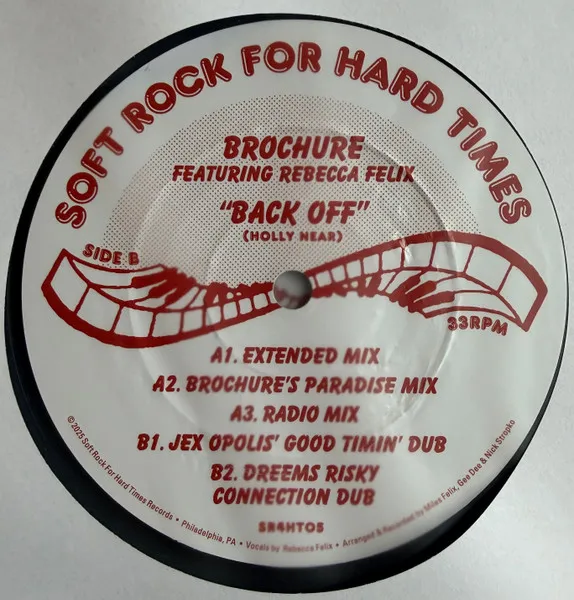 SOFT ROCK FOR HARD TIMES
BROCHURE
FEATURING REBECCA FELIX
"BACK OFF"
(HOLLY NEAR)
SIDE B
33RPM
A1. EXTENDED MIX
A2. BROCHURE'S PARADISE MIX
A3. RADIO MIX
B1. JEX OPOLIS' GOOD TIMIN' DUB
B2. DREEMS RISKY
CONNECTION DUB
SR4HT05
© 2025 Soft Rock For Hard Times Records • Philadelphia, PA • Vocals by Rebecca Felix • Arranged & Recorded by Miles Felix, Gee Dee & Nick Stropko